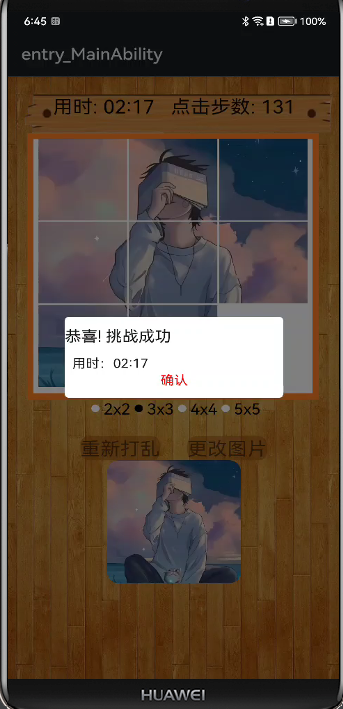 6:45 100%
entry_MainAbility
用时: 02:17 点击步数: 131
恭喜! 挑战成功
用时: 02:17
确认
2x2 3x3 4x4 5x5
重新打乱 更改图片
HUAWEI